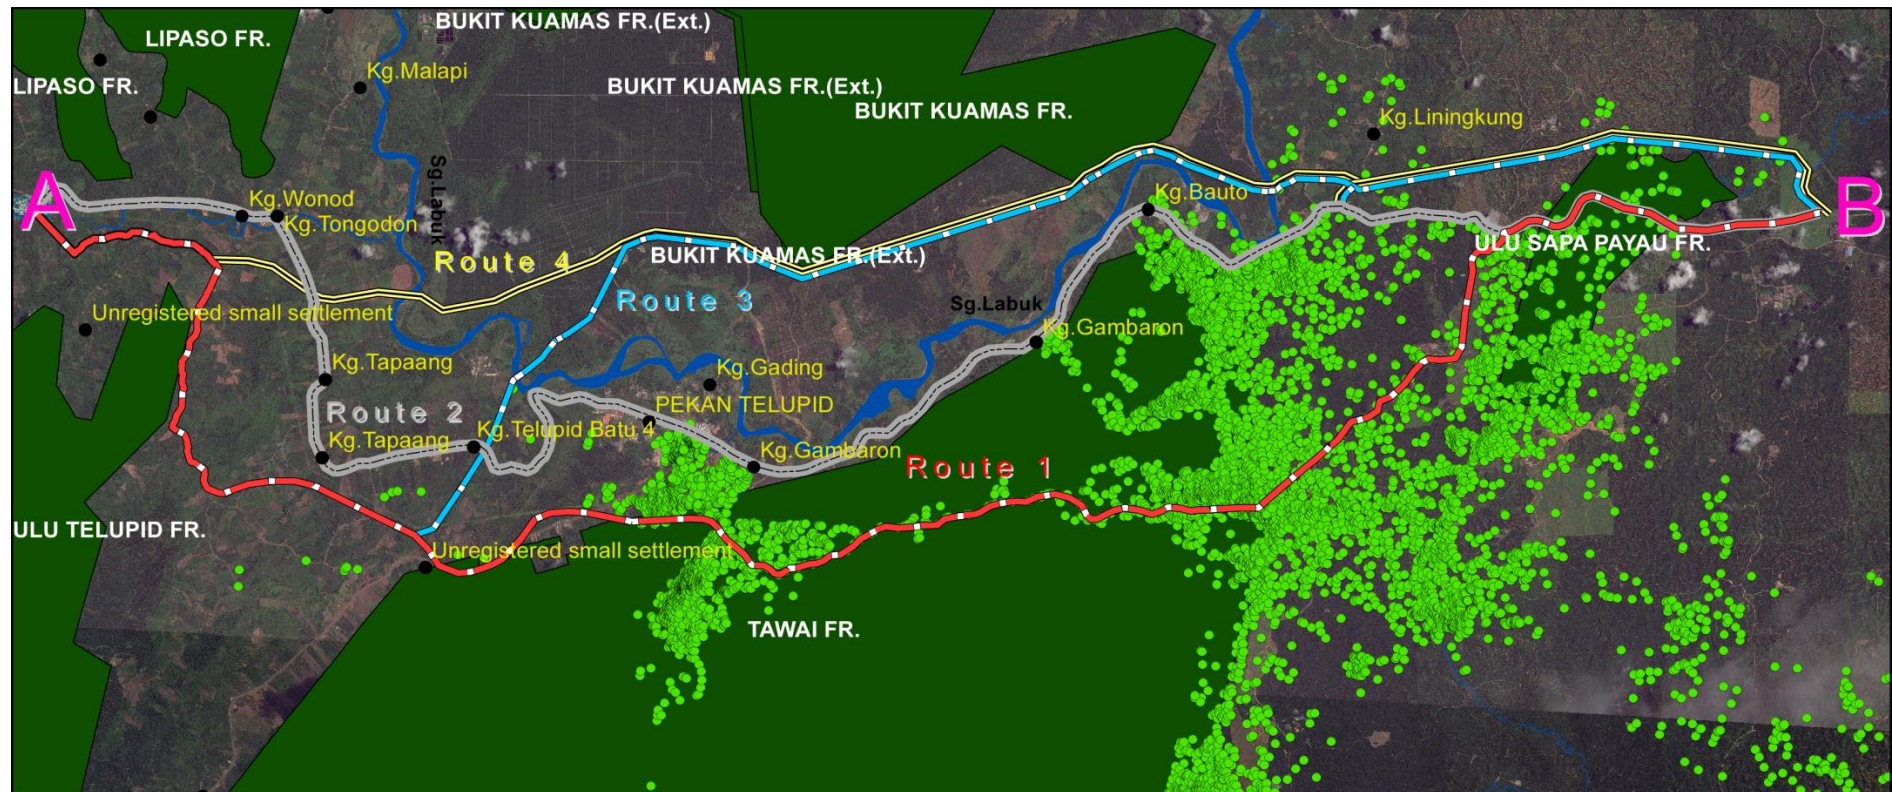 BUKIT KUAMAS FR.(Ext.)
LIPASO FR.
Kg.Malapi
LIPASO FR.
BUKIT KUAMAS FR.(Ext.)
BUKIT KUAMAS FR.
Kg.Liningkung
A
Kg.Wonod
Kg.Tongodon
Sg.Labuk
Kg.Bauto
B
ULU SAPA PAYAU FR.
BUKIT KUAMAS FR.(Ext.)
Route 4
Route 3
Sg.Labuk
Unregistered small settlement
Kg.Gambaron
Kg.Tapaang
Kg.Gading
PEKAN TELUPID
Route 2
Kg.Telupid Batu 4
Kg.Tapaang
Kg.Gambaron
Route 1
ULU TELUPID FR.
Unregistered small settlement
TAWAI FR.